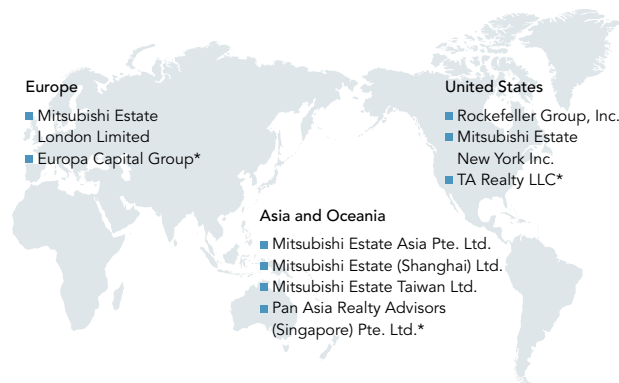 Europe
Mitsubishi Estate
London Limited
Europa Capital Group*
United States
Rockefeller Group, Inc.
Mitsubishi Estate
New York Inc.
TA Realty LLC*
Asia and Oceania
Mitsubishi Estate Asia Pte. Ltd.
Mitsubishi Estate (Shanghai) Ltd.
Mitsubishi Estate Taiwan Ltd.
Pan Asia Realty Advisors
(Singapore) Pte. Ltd.*